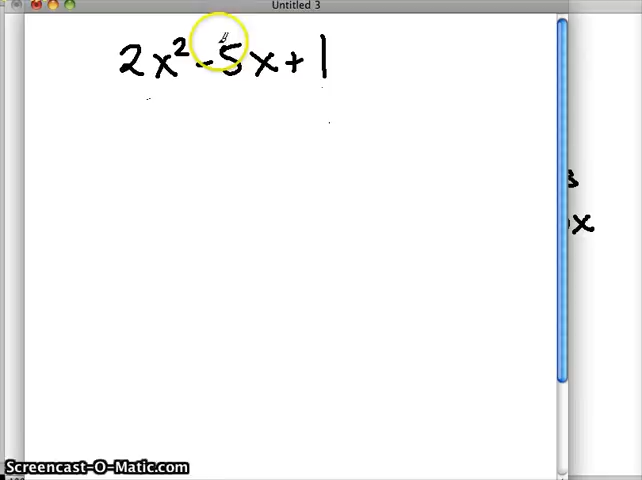 Untitled 3
2x² - 5x + 1
x
Screencast-O-Matic.com